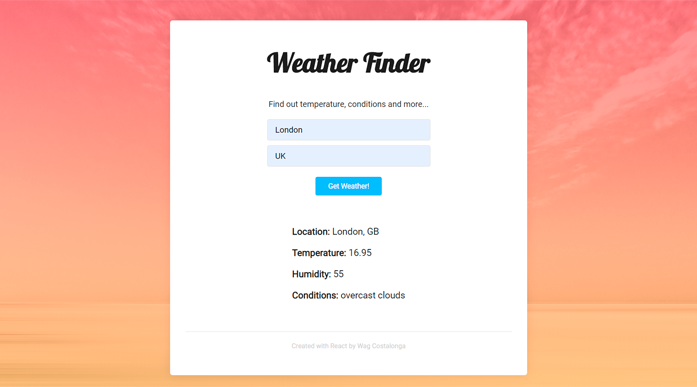 Weather Finder
Find out temperature, conditions and more...
London
UK
Get Weather!
Location: London, GB
Temperature: 16.95
Humidity: 55
Conditions: overcast clouds
Created with React by Wag Costalonga